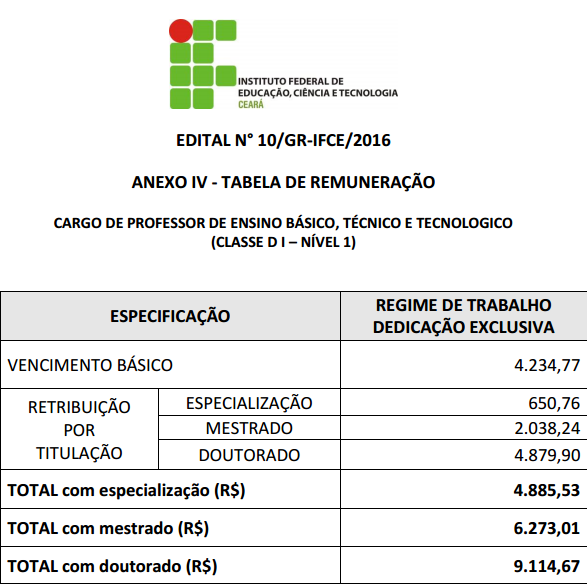 INSTITUTO FEDERAL DE
EDUCAÇÃO, CIÊNCIA E TECNOLOGIA
CEARÁ
EDITAL N° 10/GR-IFCE/2016
ANEXO IV - TABELA DE REMUNERAÇÃO
CARGO DE PROFESSOR DE ENSINO BÁSICO, TÉCNICO E TECNOLOGICO
(CLASSE D I – NÍVEL 1)
ESPECIFICAÇÃO
REGIME DE TRABALHO
DEDICAÇÃO EXCLUSIVA
VENCIMENTO BÁSICO 4.234,77
RETRIBUIÇÃO
POR
TITULAÇÃO
ESPECIALIZAÇÃO 650,76
MESTRADO 2.038,24
DOUTORADO 4.879,90
TOTAL com especialização (R$) 4.885,53
TOTAL com mestrado (R$) 6.273,01
TOTAL com doutorado (R$) 9.114,67